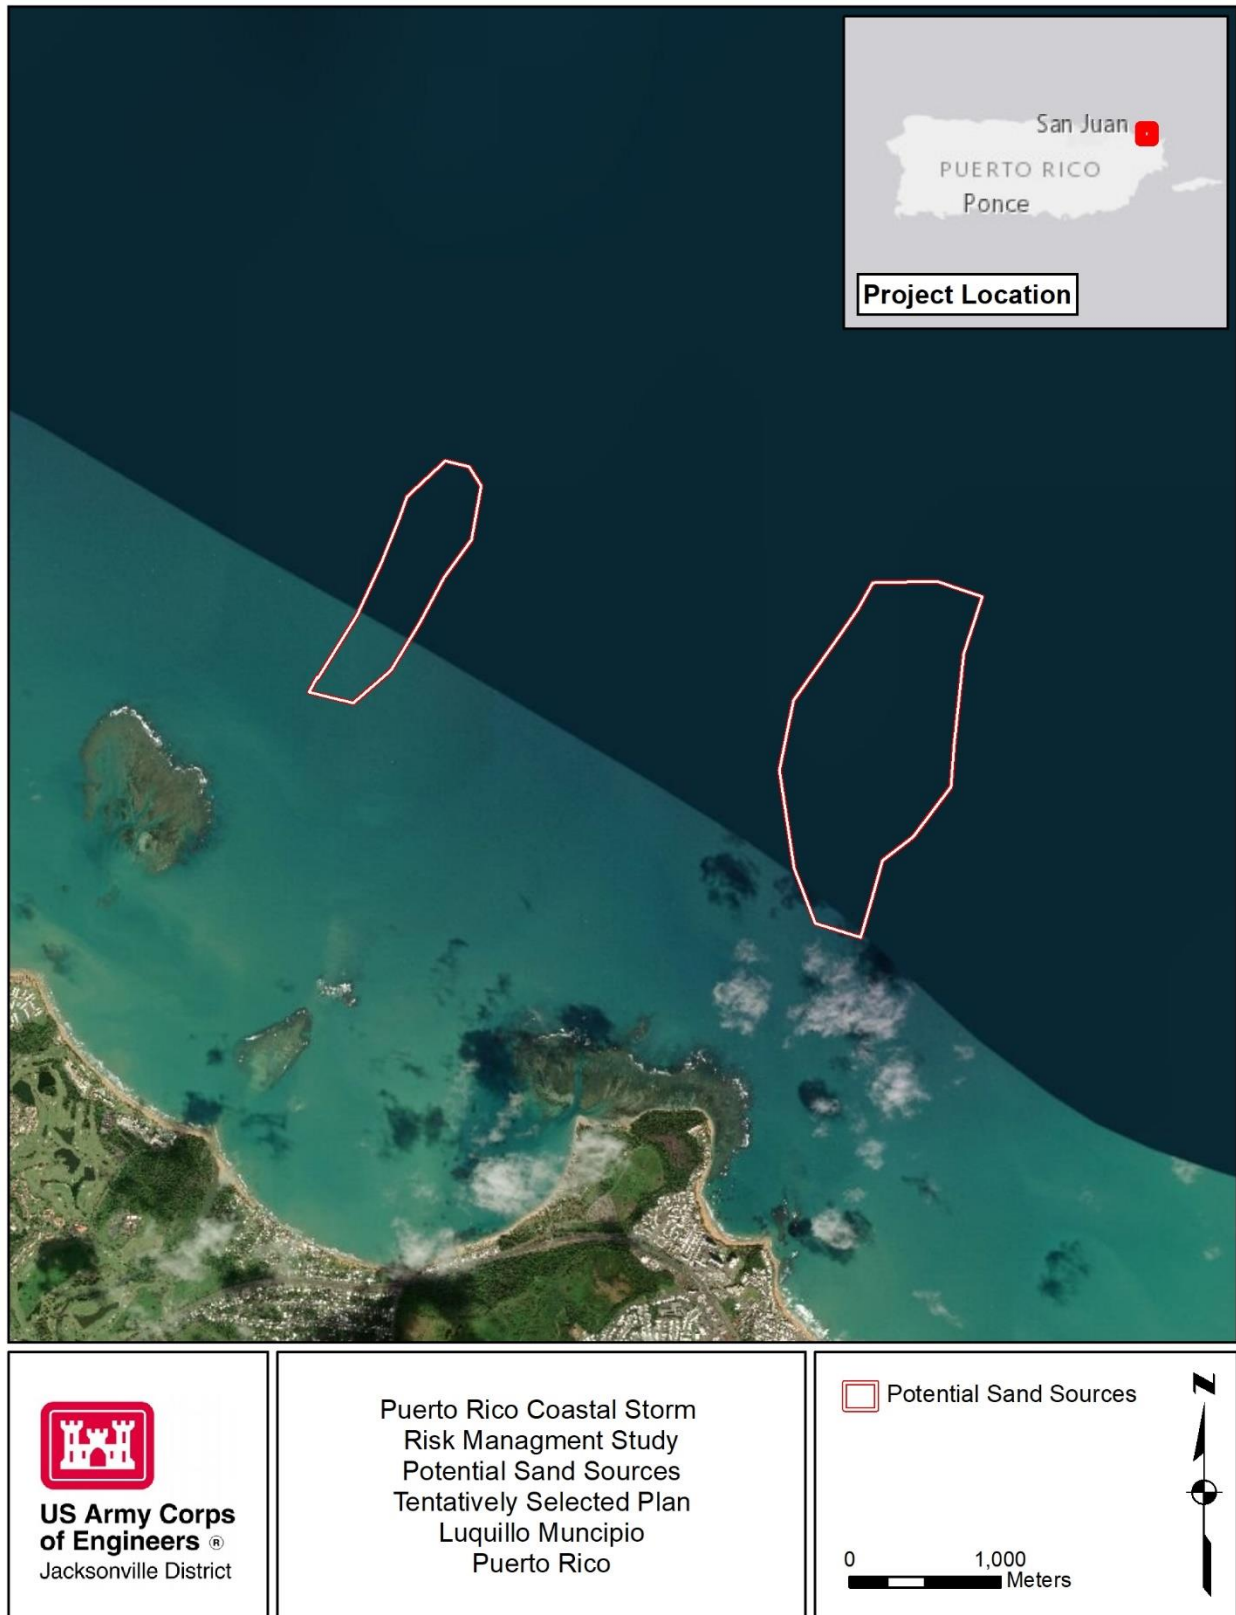 San Juan
PUERTO RICO
Ponce
Project Location
US Army Corps
of Engineers ®
Jacksonville District
Puerto Rico Coastal Storm
Risk Managment Study
Potential Sand Sources
Tentatively Selected Plan
Luquillo Muncipio
Puerto Rico
Potential Sand Sources
N
0 1,000
Meters